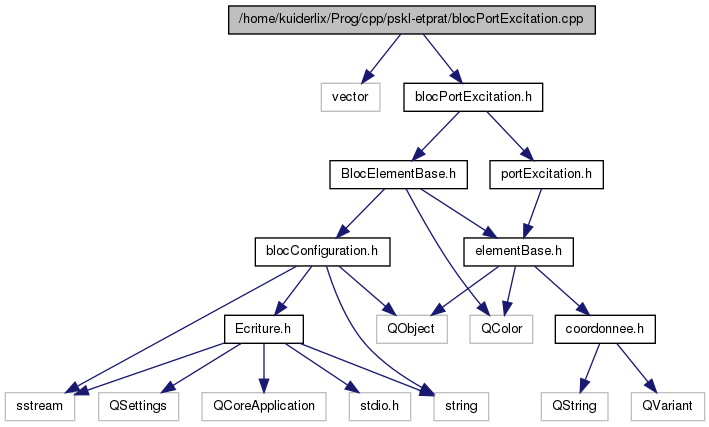 /home/kuiderlix/Prog/cpp/pskl-etprat/blocPortExcitation.cpp
vector
blocPortExcitation.h
BlocElementBase.h
portExcitation.h
blocConfiguration.h
elementBase.h
Ecriture.h
QObject
QColor
coordonnee.h
sstream
QSettings
QCoreApplication
stdio.h
string
QString
QVariant